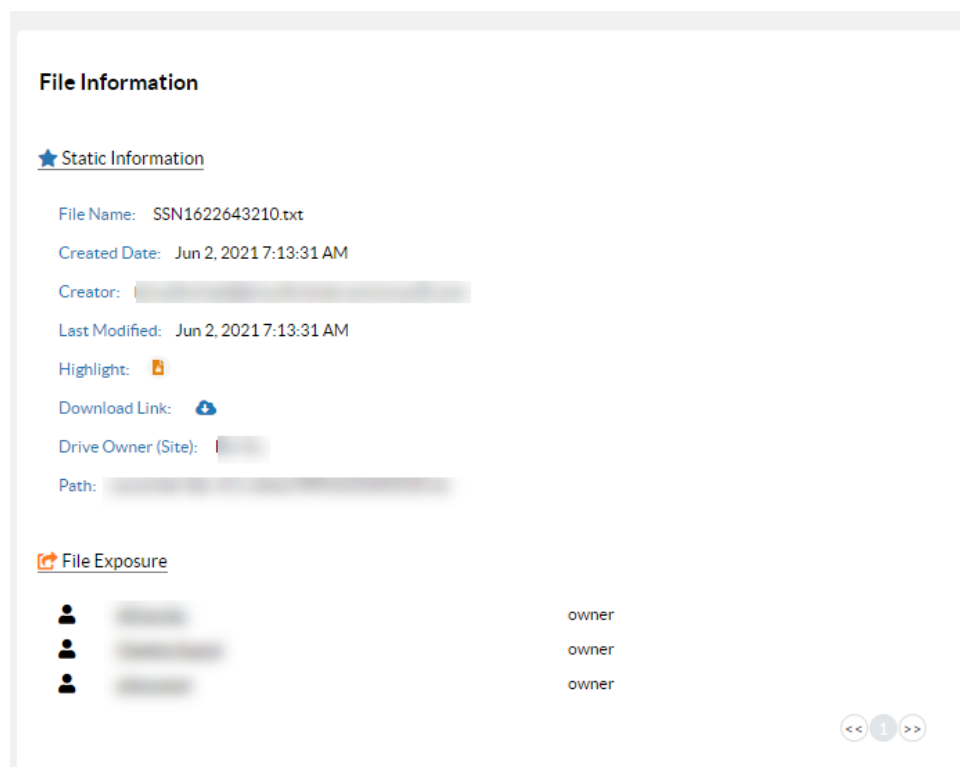 File Information
Static Information
File Name: SSN1622643210.txt
Created Date: Jun 2, 2021 7:13:31 AM
Creator:
Last Modified: Jun 2, 2021 7:13:31 AM
Highlight:
Download Link:
Drive Owner (Site):
Path:
File Exposure
owner
owner
owner
<< 1 >>